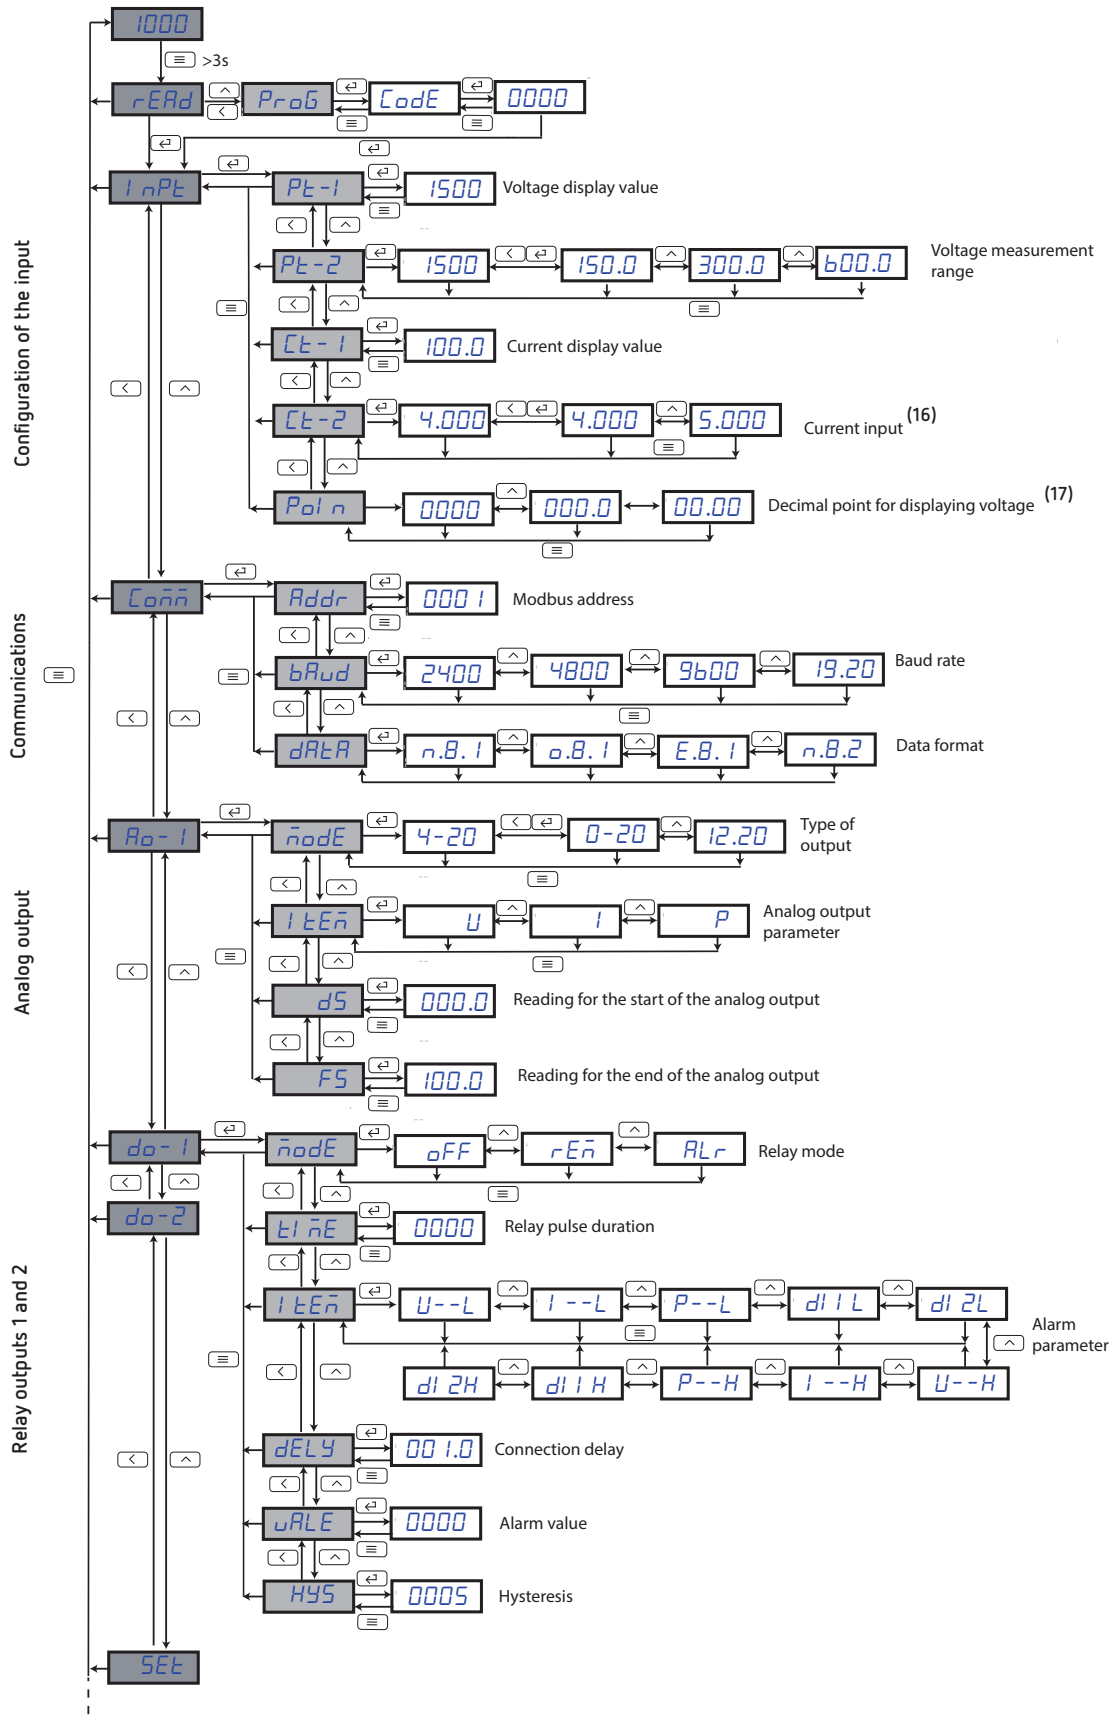 1000
>3s
rEAd ProG CodE 0000
Configuration of the input
InPt Pt-1 1500 Voltage display value
Pt-2 1500 150.0 300.0 600.0 Voltage measurement
range
Ct-1 100.0 Current display value
Ct-2 4.000 4.000 5.000 Current input (16)
PoIn 0000 000.0 00.00 Decimal point for displaying voltage (17)
Communications
Comm Addr 0001 Modbus address
bAud 2400 4800 9600 19.20 Baud rate
dAtA n.8.1 o.8.1 E.8.1 n.8.2 Data format
Analog output
Ao-1 modE 4-20 0-20 12.20 Type of
output
ItEm U I P Analog output
parameter
dS 000.0 Reading for the start of the analog output
FS 100.0 Reading for the end of the analog output
Relay outputs 1 and 2
do-1 modE oFF rEm ALr Relay mode
do-2
tImE 0000 Relay pulse duration
ItEm U--L I--L P--L dI1L dI2L
Alarm
parameter
dI2H dI1H P--H I--H U--H
dELY 001.0 Connection delay
uALE 0000 Alarm value
HYS 0005 Hysteresis
SEt